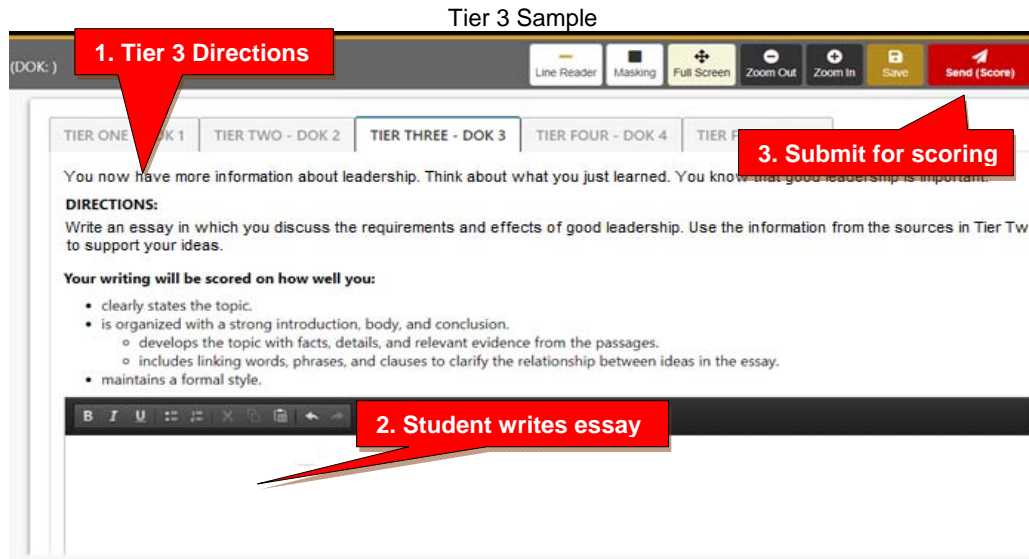 Tier 3 Sample
1. Tier 3 Directions
(DOK: )
Line Reader Masking Full Screen Zoom Out Zoom In Save Send (Score)
TIER ONE K 1 TIER TWO - DOK 2 TIER THREE - DOK 3 TIER FOUR - DOK 4 TIER
3. Submit for scoring
You now have more information about leadership. Think about what you just learned. You know that good leadership is important.
DIRECTIONS:
Write an essay in which you discuss the requirements and effects of good leadership. Use the information from the sources in Tier Tw
to support your ideas.
Your writing will be scored on how well you:
• clearly states the topic.
• is organized with a strong introduction, body, and conclusion.
◦ develops the topic with facts, details, and relevant evidence from the passages.
◦ includes linking words, phrases, and clauses to clarify the relationship between ideas in the essay.
• maintains a formal style.
B I U
2. Student writes essay